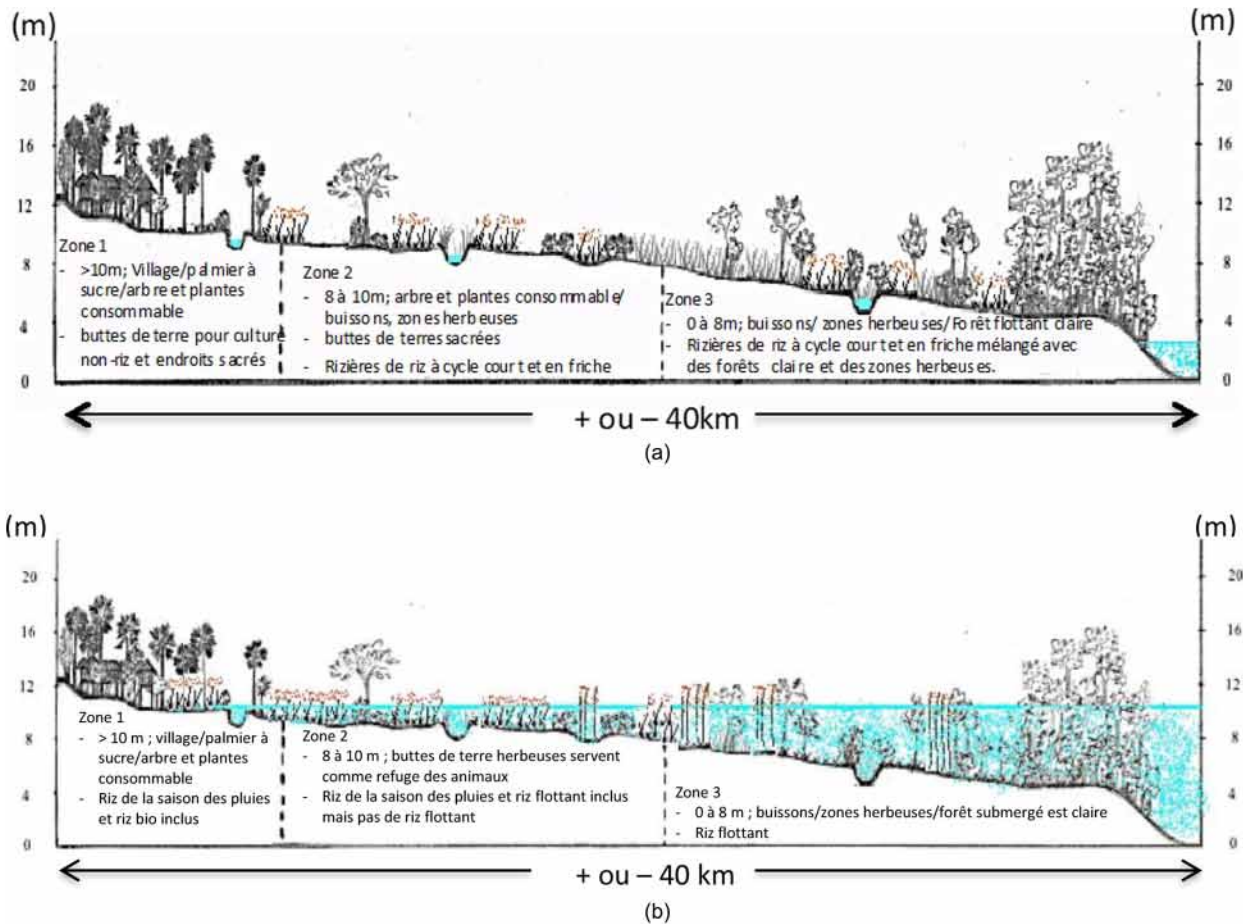 (m)
(m)
20
20
16
16
12
12
8
8
4
4
0
0
Zone 1
- >10m; Village/palmier à
sucre/arbre et plantes
consommable
- buttes de terre pour culture
non-riz et endroits sacrés
Zone 2
- 8 à 10m; arbre et plantes consommable/
buissons, zones herbeuses
- buttes de terres sacrées
- Rizières de riz à cycle court et en friche
Zone 3
- 0 à 8m; buissons/ zones herbeuses/Forêt flottant claire
- Rizières de riz à cycle court et en friche mélangé avec
des forêts claire et des zones herbeuses.
+ ou – 40km
(a)
(m)
(m)
20
20
16
16
12
12
8
8
4
4
0
0
Zone 1
- > 10 m ; village/palmier à
sucre/arbre et plantes
consommable
- Riz de la saison des pluies
et riz bio inclus
Zone 2
- 8 à 10 m ; buttes de terre herbeuses servent
comme refuge des animaux
- Riz de la saison des pluies et riz flottant inclus
mais pas de riz flottant
Zone 3
- 0 à 8 m ; buissons/zones herbeuses/forêt submergé est claire
- Riz flottant
+ ou – 40 km
(b)